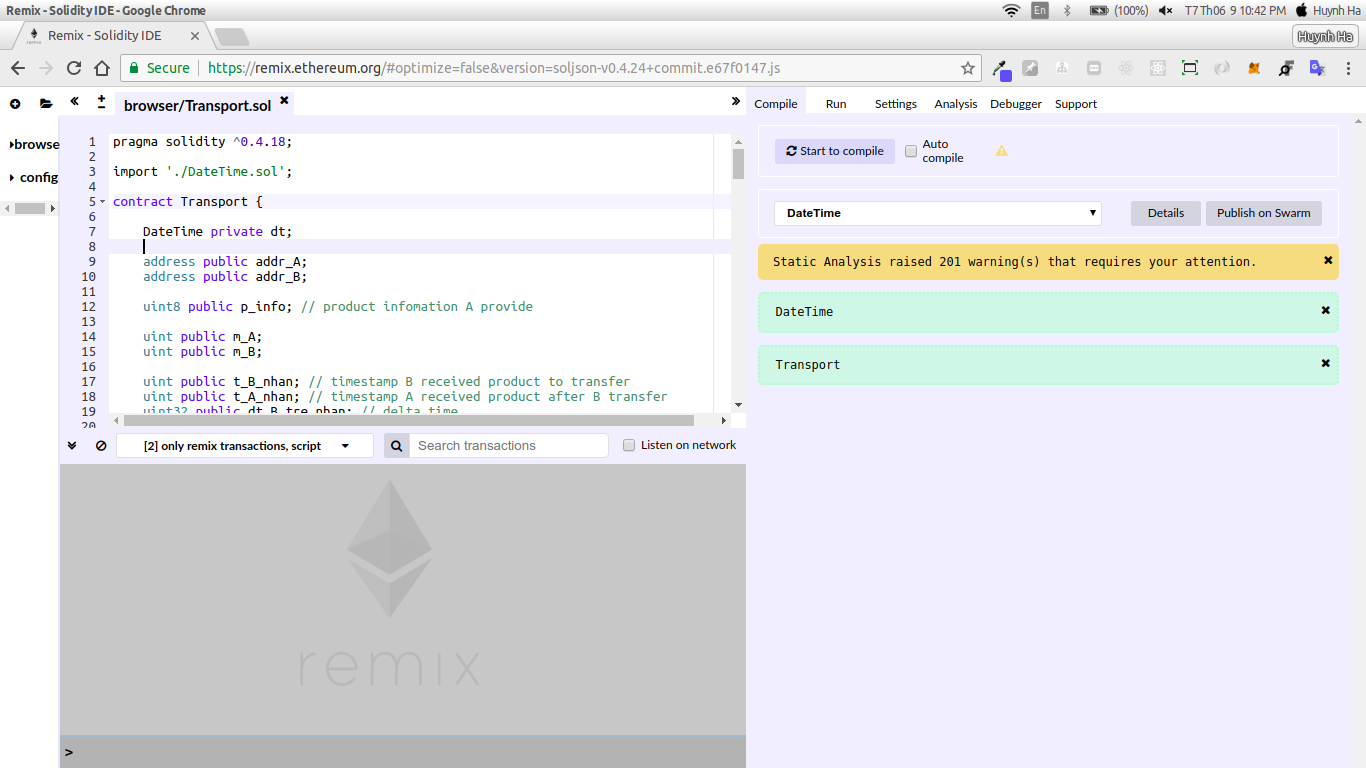 Remix - Solidity IDE - Google Chrome
En
(100%)
T7 Th06 9 10:42 PM
Huynh Ha
remix
Remix - Solidity IDE
Huynh Ha
Secure
https://remix.ethereum.org/#optimize=false&version=soljson-v0.4.24+commit.e67f0147.js
browser/Transport.sol
Compile
Run
Settings
Analysis
Debugger
Support
browse
config
1 pragma solidity ^0.4.18;
2
3 import './DateTime.sol';
4
5 contract Transport {
6
7 DateTime private dt;
8
9 address public addr_A;
10 address public addr_B;
11
12 uint8 public p_info; // product infomation A provide
13
14 uint public m_A;
15 uint public m_B;
16
17 uint public t_B_nhan; // timestamp B received product to transfer
18 uint public t_A_nhan; // timestamp A received product after B transfer
19 uint32 public dt_B_tre_nhan; // delta time
20
Start to compile
Auto compile
DateTime
Details
Publish on Swarm
Static Analysis raised 201 warning(s) that requires your attention.
DateTime
Transport
[2] only remix transactions, script
Search transactions
Listen on network
remix
>